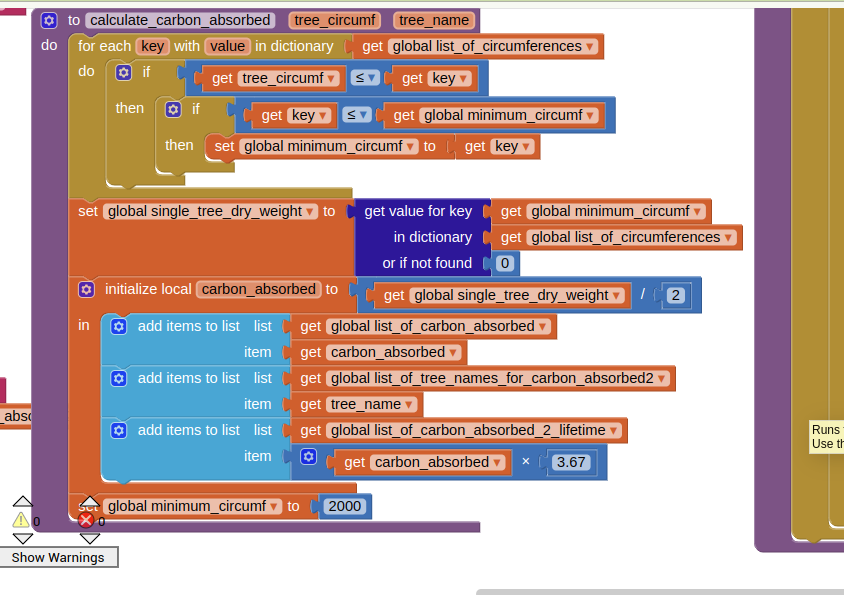 to calculate_carbon_absorbed tree_circumf tree_name
do for each key with value in dictionary get global list_of_circumferences
do if get tree_circumf ≤ get key
then if get key ≤ get global minimum_circumf
then set global minimum_circumf to get key
set global single_tree_dry_weight to get value for key get global minimum_circumf
in dictionary get global list_of_circumferences
or if not found 0
initialize local carbon_absorbed to get global single_tree_dry_weight / 2
in add items to list list get global list_of_carbon_absorbed
item get carbon_absorbed
add items to list list get global list_of_tree_names_for_carbon_absorbed2
item get tree_name
add items to list list get global list_of_carbon_absorbed_2_lifetime
item get carbon_absorbed × 3.67
set global minimum_circumf to 2000
0 0
Show Warnings
Runs
Use